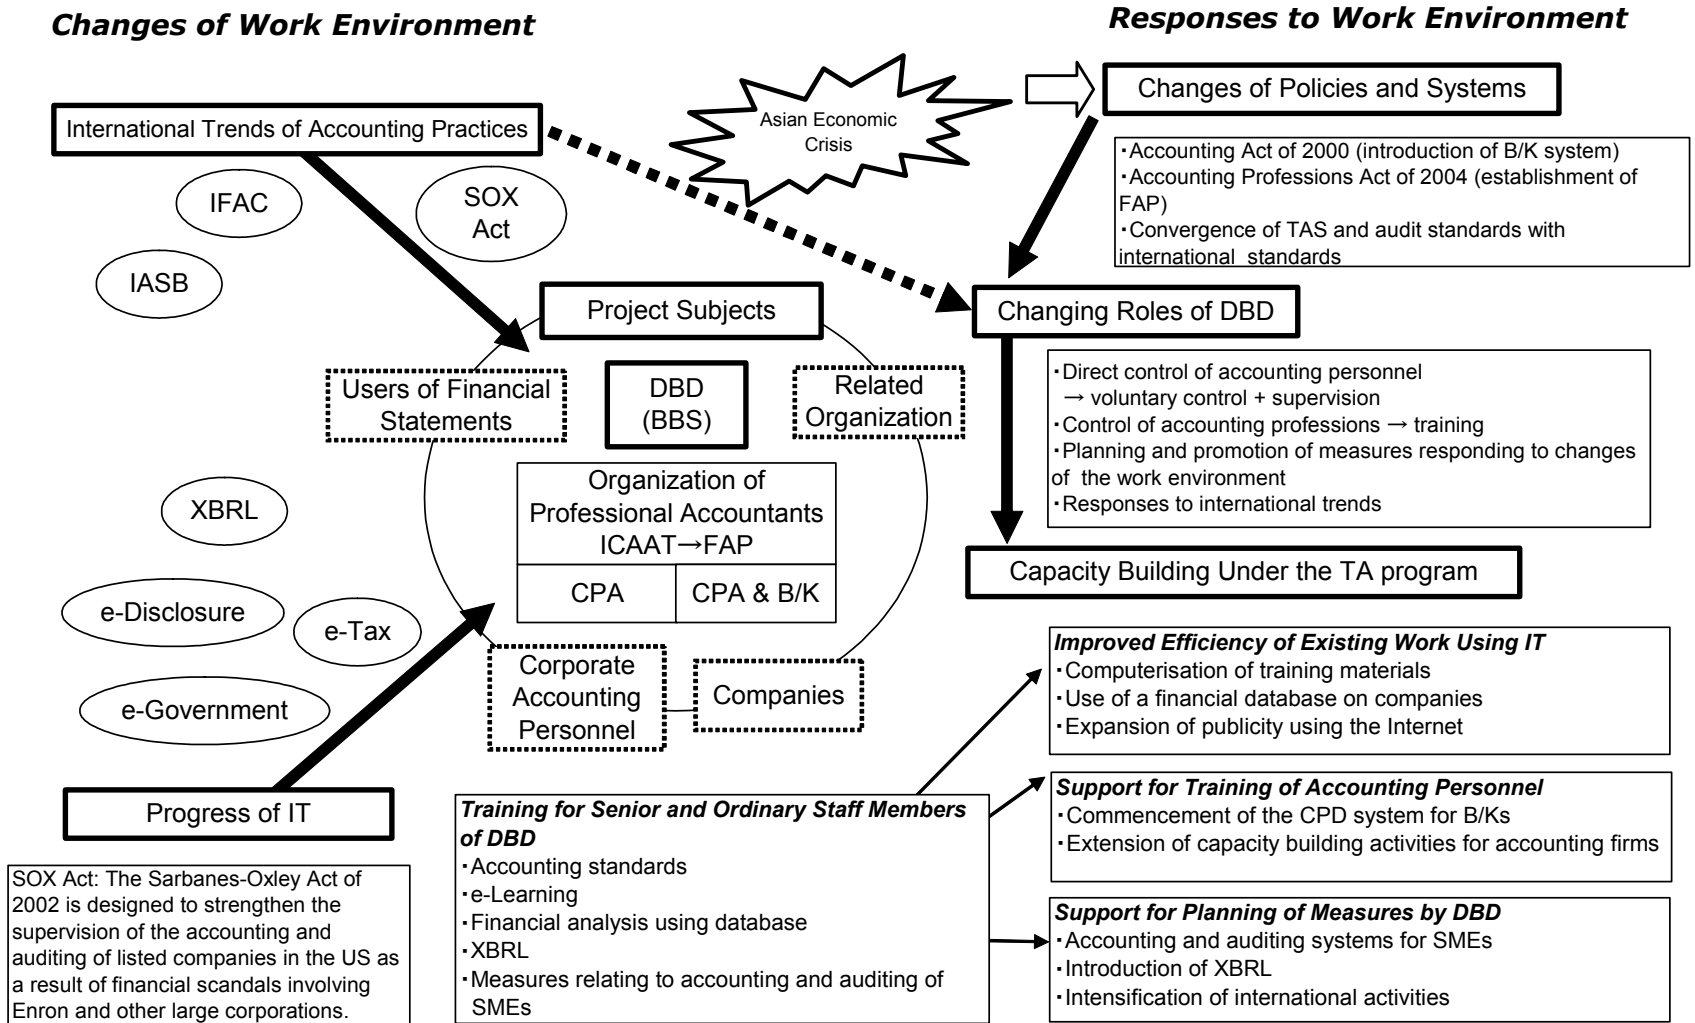 Changes of Work Environment
Responses to Work Environment
International Trends of Accounting Practices
Asian Economic
Crisis
Changes of Policies and Systems
・Accounting Act of 2000 (introduction of B/K system)
・Accounting Professions Act of 2004 (establishment of
FAP)
・Convergence of TAS and audit standards with
international standards
IFAC
SOX
Act
IASB
Project Subjects
Changing Roles of DBD
Users of Financial
Statements
DBD
(BBS)
Related
Organization
・Direct control of accounting personnel
→ voluntary control + supervision
・Control of accounting professions → training
・Planning and promotion of measures responding to changes
of the work environment
・Responses to international trends
Organization of
Professional Accountants
ICAAT→FAP
CPA
CPA & B/K
XBRL
Capacity Building Under the TA program
e-Disclosure
e-Tax
e-Government
Corporate
Accounting
Personnel
Companies
Improved Efficiency of Existing Work Using IT
・Computerisation of training materials
・Use of a financial database on companies
・Expansion of publicity using the Internet
Progress of IT
Training for Senior and Ordinary Staff Members
of DBD
・Accounting standards
・e-Learning
・Financial analysis using database
・XBRL
・Measures relating to accounting and auditing of
SMEs
Support for Training of Accounting Personnel
・Commencement of the CPD system for B/Ks
・Extension of capacity building activities for accounting firms
SOX Act: The Sarbanes-Oxley Act of
2002 is designed to strengthen the
supervision of the accounting and
auditing of listed companies in the US as
a result of financial scandals involving
Enron and other large corporations.
Support for Planning of Measures by DBD
・Accounting and auditing systems for SMEs
・Introduction of XBRL
・Intensification of international activities